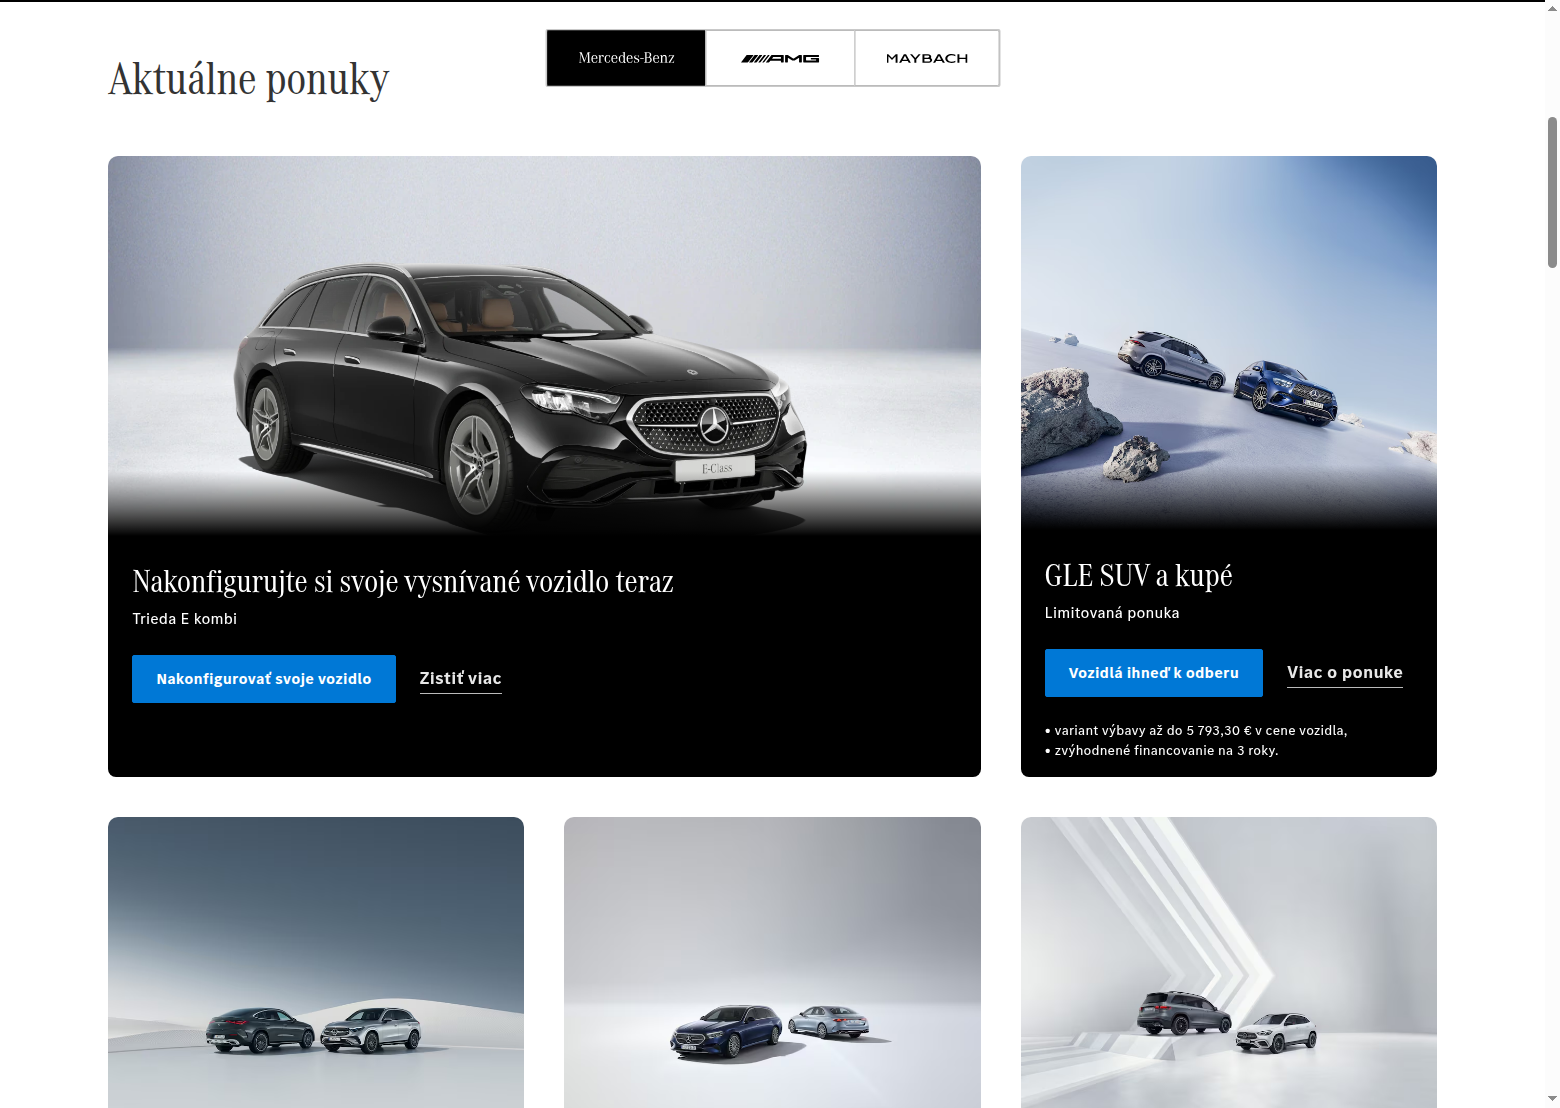 Aktuálne ponuky
Mercedes-Benz
AMG
MAYBACH
E-Class
Nakonfigurujte si svoje vysnívané vozidlo teraz
Trieda E kombi
Nakonfigurovať svoje vozidlo
Zistiť viac
GLE SUV a kupé
Limitovaná ponuka
Vozidlá ihneď k odberu
Viac o ponuke
• variant výbavy až do 5 793,30 € v cene vozidla,
• zvýhodnené financovanie na 3 roky.